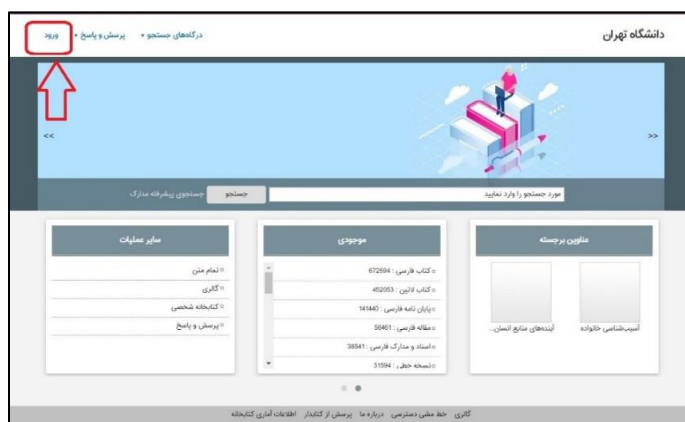 دانشگاه تهران
درگاه‌های جستجو ▾ پرسش و پاسخ ▾ ورود
<< >>
مورد جستجو را وارد نمایید جستجو جستجوی پیشرفته مدارک
عناوین برجسته
آسیب‌شناسی خانواده
آینده‌های منابع انسان ..
موجودی
کتاب فارسی : 672594
کتاب لاتین : 452053
پایان نامه فارسی : 141440
مقاله فارسی : 56461
اسناد و مدارک فارسی : 38541
نسخه خطی : 31594
سایر عملیات
تمام متن
گالری
کتابخانه شخصی
پرسش و پاسخ
گالری خط مشی دسترسی درباره ما پرسش از کتابدار اطلاعات آماری کتابخانه